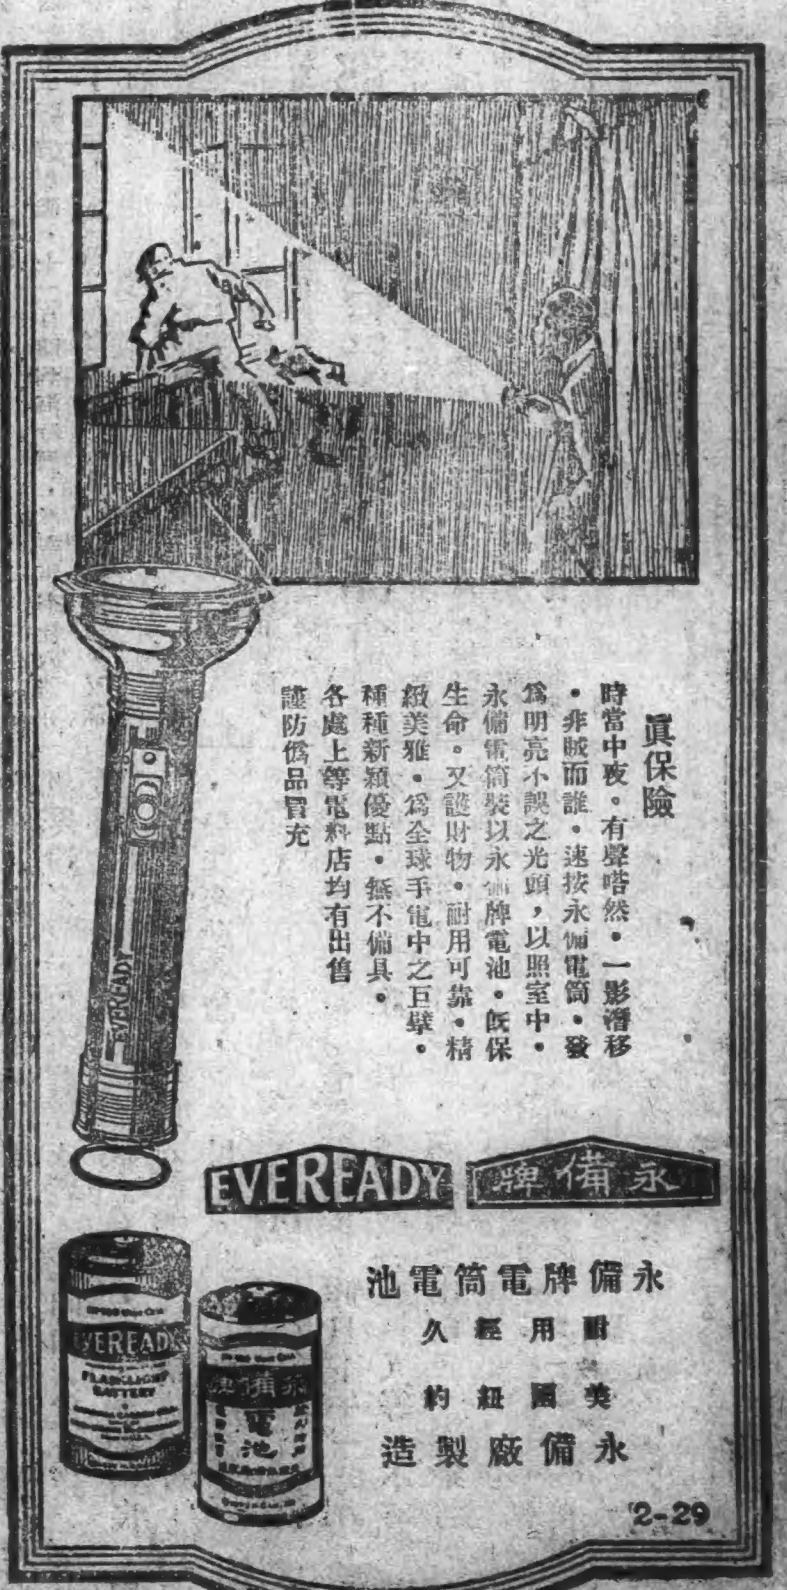 眞保險
時當中夜。有聲嗒然。一影潛移
。非賊而誰。速按永備電筒。發
爲明亮不誤之光頭，以照室中。
永備電筒裝以永備牌電池。旣保
生命。又護財物。耐用可靠。精
緻美雅。爲全球手電中之巨擘。
種種新穎優點。無不備具。
各處上等電料店均有出售
謹防僞品冒充
EVEREADY
EVEREADY
永備牌
永備牌電筒電池
耐用經久
美國紐約
永備廠製造
EVEREADY
FLASHLIGHT
BATTERY
永備牌
電池
2-29